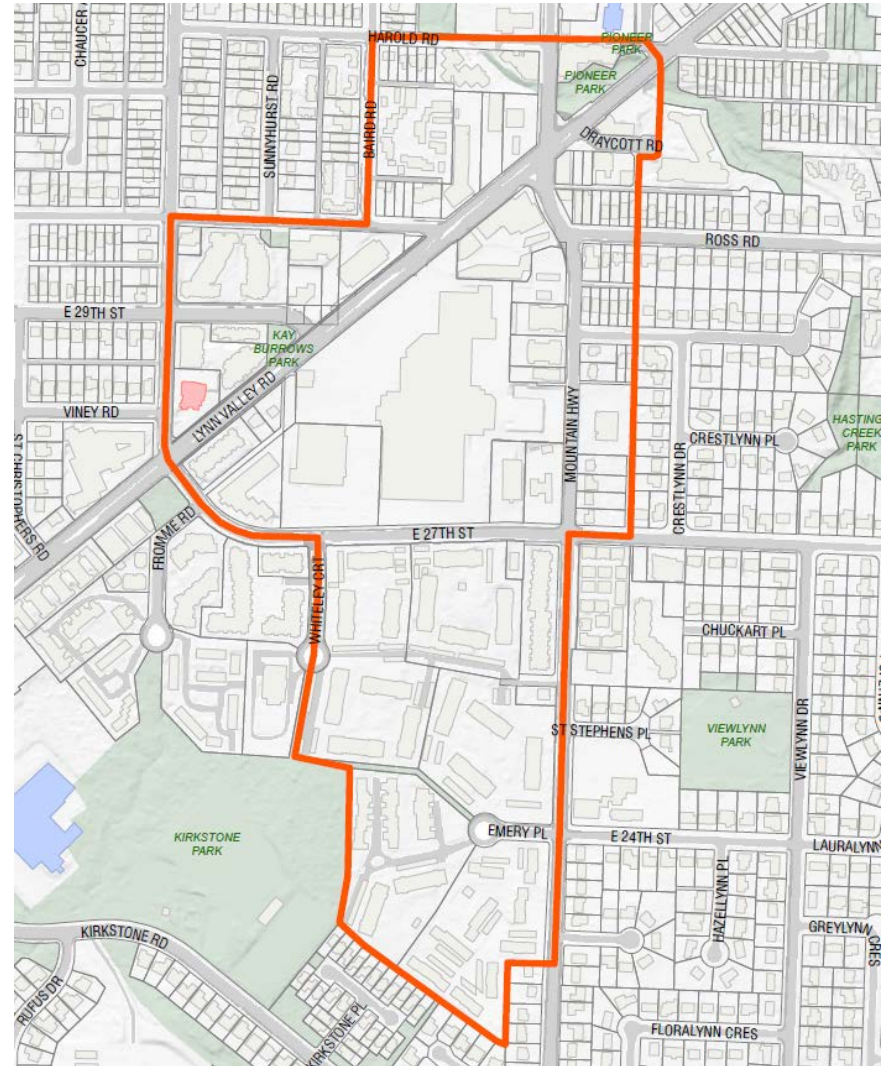 CHAUCER
HAROLD RD
PIONEER
PARK
PIONEER
PARK
SUNNYHURST RD
BAIRD RD
DRAYCOTT RD
ROSS RD
E 29TH ST
KAY
BURROWS
PARK
LYNN VALLEY RD
VINEY RD
MOUNTAIN HWY
CRESTLYNN PL
HASTING
CREEK
PARK
CRESTLYNN DR
ST CHRISTOPHERS RD
FROMME RD
E 27TH ST
WHITELEY CRT
CHUCKART PL
ST STEPHENS PL
VIEWLYNN
PARK
VIEWLYNN DR
EMERY PL
E 24TH ST
LAURALYNN
KIRKSTONE
PARK
HAZELLYNN PL
GREYLYNN
CRES
KIRKSTONE RD
RUFUS DR
KIRKSTONE PL
FLORALYNN CRES